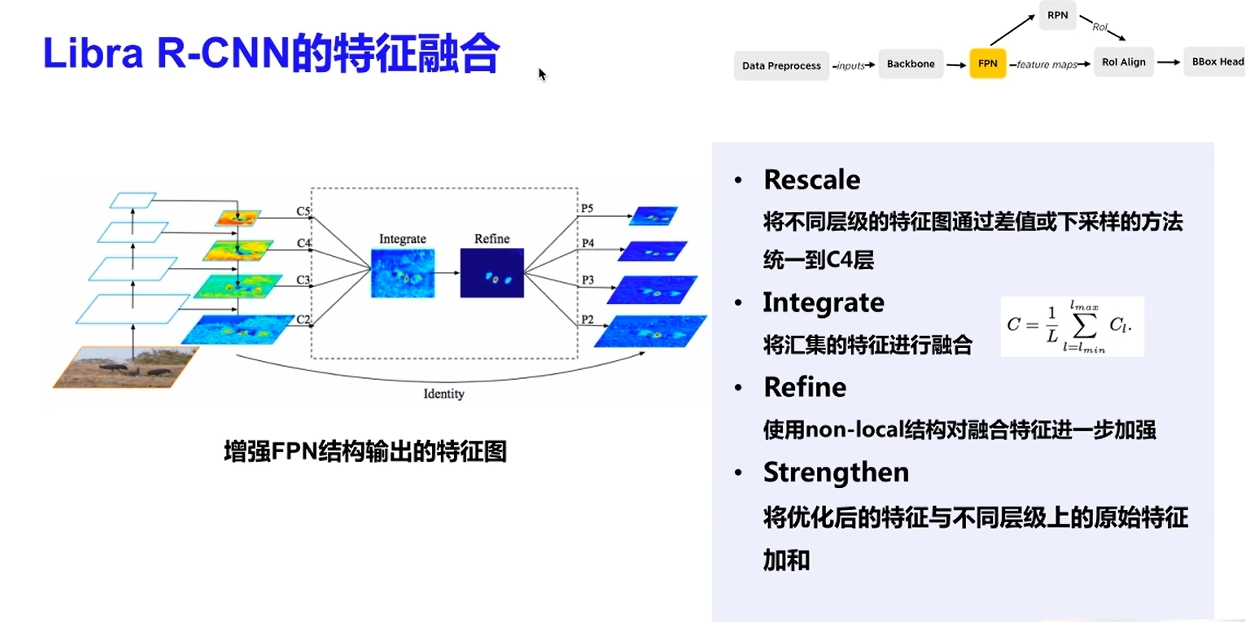 Libra R-CNN的特征融合
RPN
RoI
Data Preprocess
inputs
Backbone
FPN
feature maps
RoI Align
BBox Head
C5
C4
C3
C2
Integrate
Refine
P5
P4
P3
P2
Identity
增强FPN结构输出的特征图
• Rescale
将不同层级的特征图通过差值或下采样的方法
统一到C4层
• Integrate
将汇集的特征进行融合
C = \frac{1}{L} \sum_{l=l_{min}}^{l_{max}} C_l.
• Refine
使用non-local结构对融合特征进一步加强
• Strengthen
将优化后的特征与不同层级上的原始特征
加和